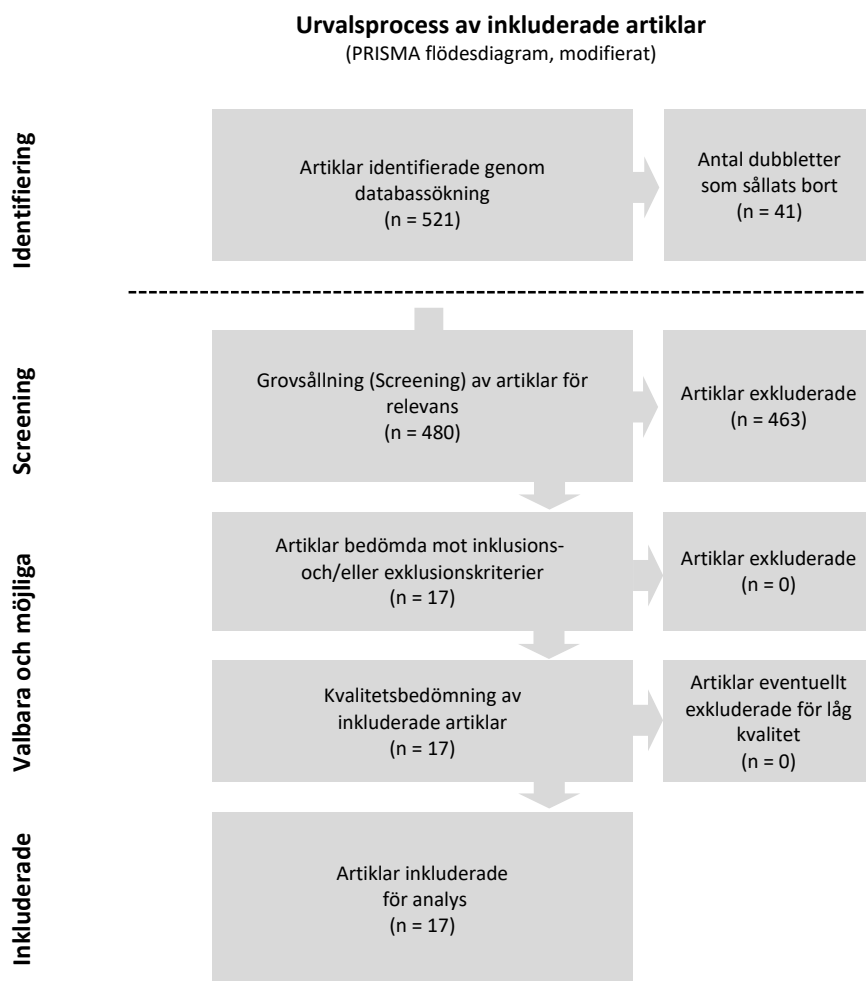 Urvalsprocess av inkluderade artiklar
(PRISMA flödesdiagram, modifierat)
Identifiering
Artiklar identifierade genom
databassökning
(n = 521)
Antal dubbletter
som sållats bort
(n = 41)
Screening
Grovsållning (Screening) av artiklar för
relevans
(n = 480)
Artiklar exkluderade
(n = 463)
Valbara och möjliga
Artiklar bedömda mot inklusions-
och/eller exklusionskriterier
(n = 17)
Artiklar exkluderade
(n = 0)
Kvalitetsbedömning av
inkluderade artiklar
(n = 17)
Artiklar eventuellt
exkluderade för låg
kvalitet
(n = 0)
Inkluderade
Artiklar inkluderade
för analys
(n = 17)